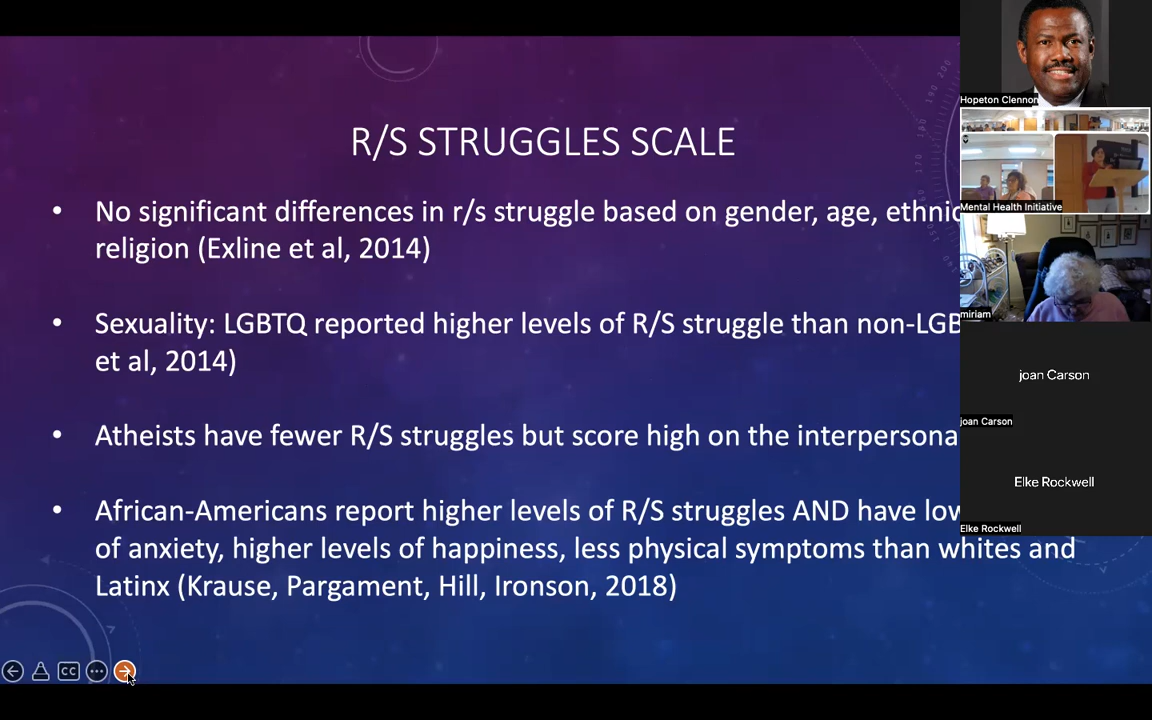 R/S STRUGGLES SCALE
• No significant differences in r/s struggle based on gender, age, ethnic
religion (Exline et al, 2014)
• Sexuality: LGBTQ reported higher levels of R/S struggle than non-LGB
et al, 2014)
• Atheists have fewer R/S struggles but score high on the interpersona
• African-Americans report higher levels of R/S struggles AND have low
of anxiety, higher levels of happiness, less physical symptoms than whites and
Latinx (Krause, Pargament, Hill, Ironson, 2018)
CC
Hopeton Clennon
Mental Health Initiative
miriam
joan Carson
joan Carson
Elke Rockwell
Elke Rockwell